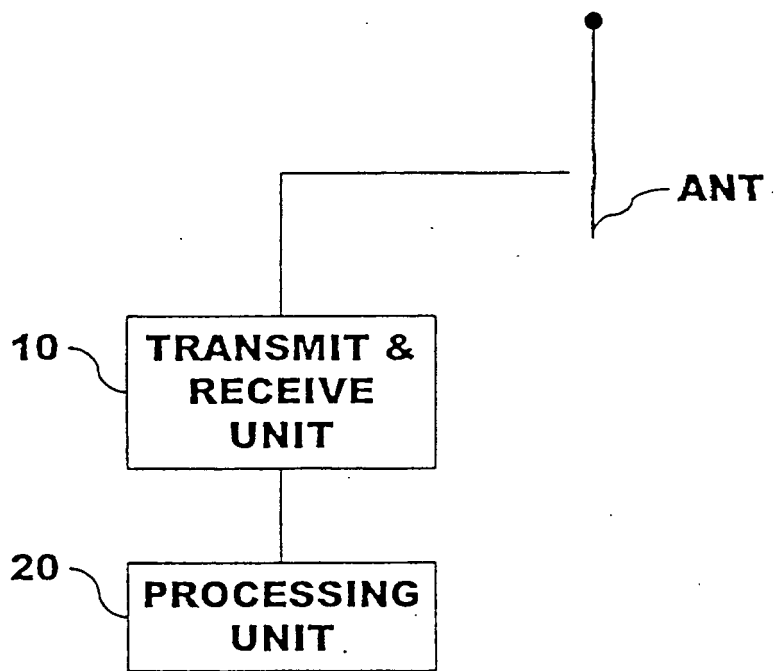 ANT
10
TRANSMIT &
RECEIVE
UNIT
20
PROCESSING
UNIT